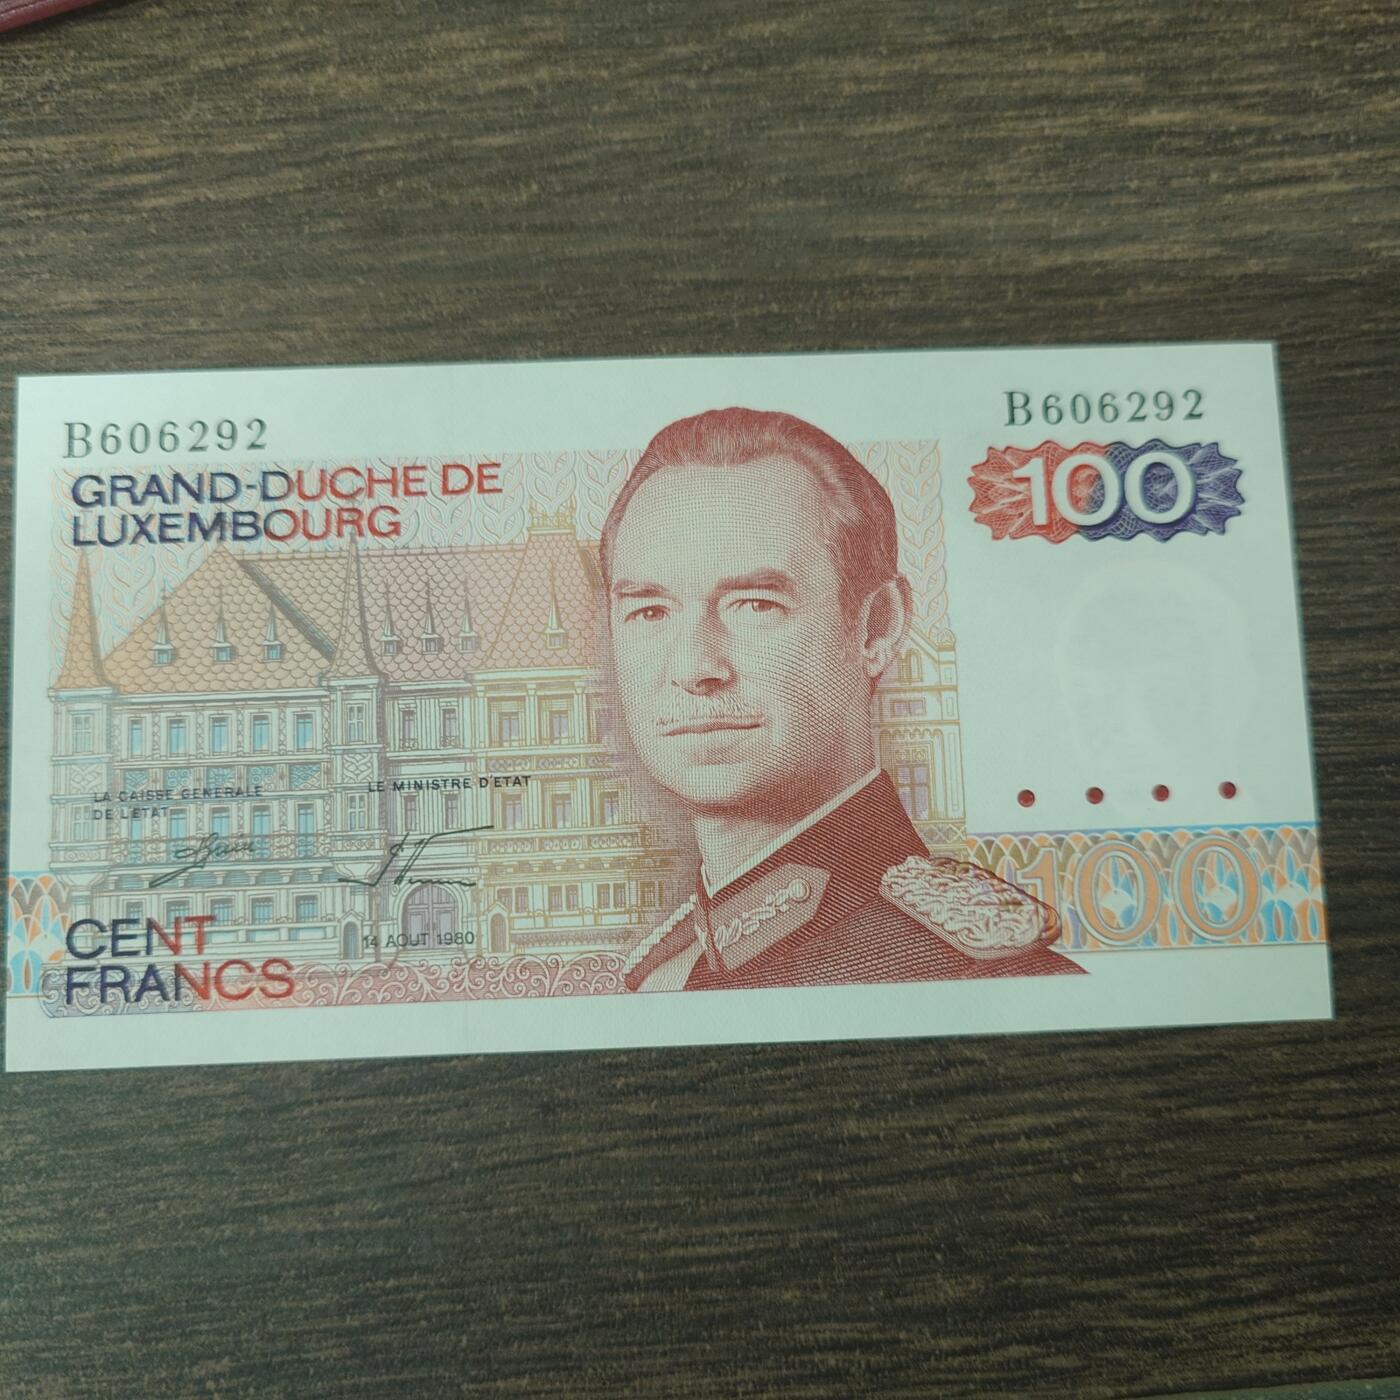 B606292
B606292
GRAND-DUCHE DE
LUXEMBOURG
100
LA CAISSE GENERALE
DE L'ETAT
LE MINISTRE D'ETAT
14 AOUT 1980
CENT
FRANCS
100